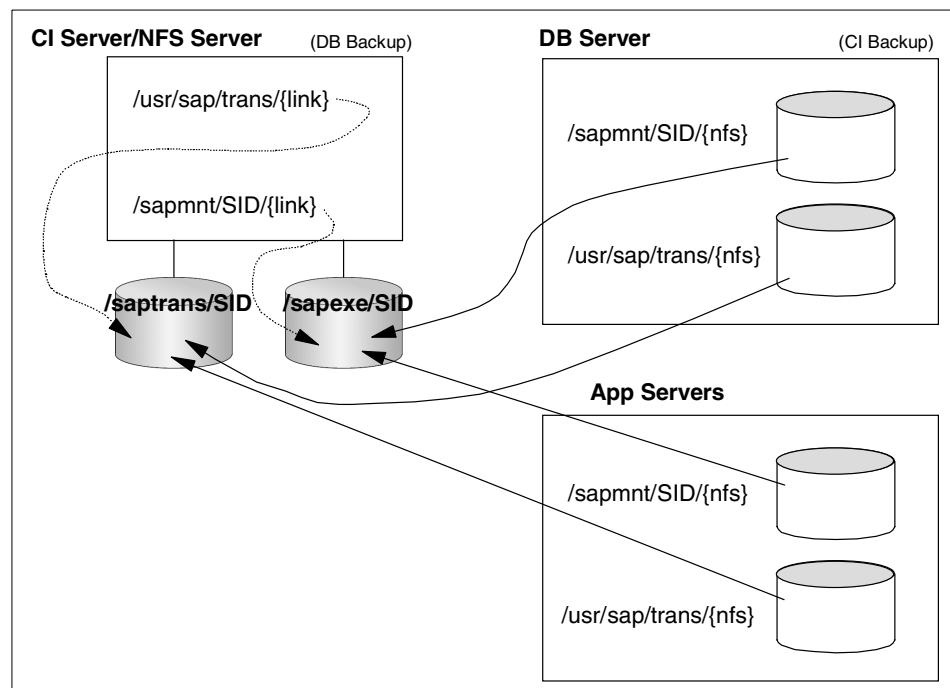 CI Server/NFS Server (DB Backup)
/usr/sap/trans/{link}
/sapmnt/SID/{link}
/saptrans/SID
/sapexe/SID
DB Server (CI Backup)
/sapmnt/SID/{nfs}
/usr/sap/trans/{nfs}
App Servers
/sapmnt/SID/{nfs}
/usr/sap/trans/{nfs}